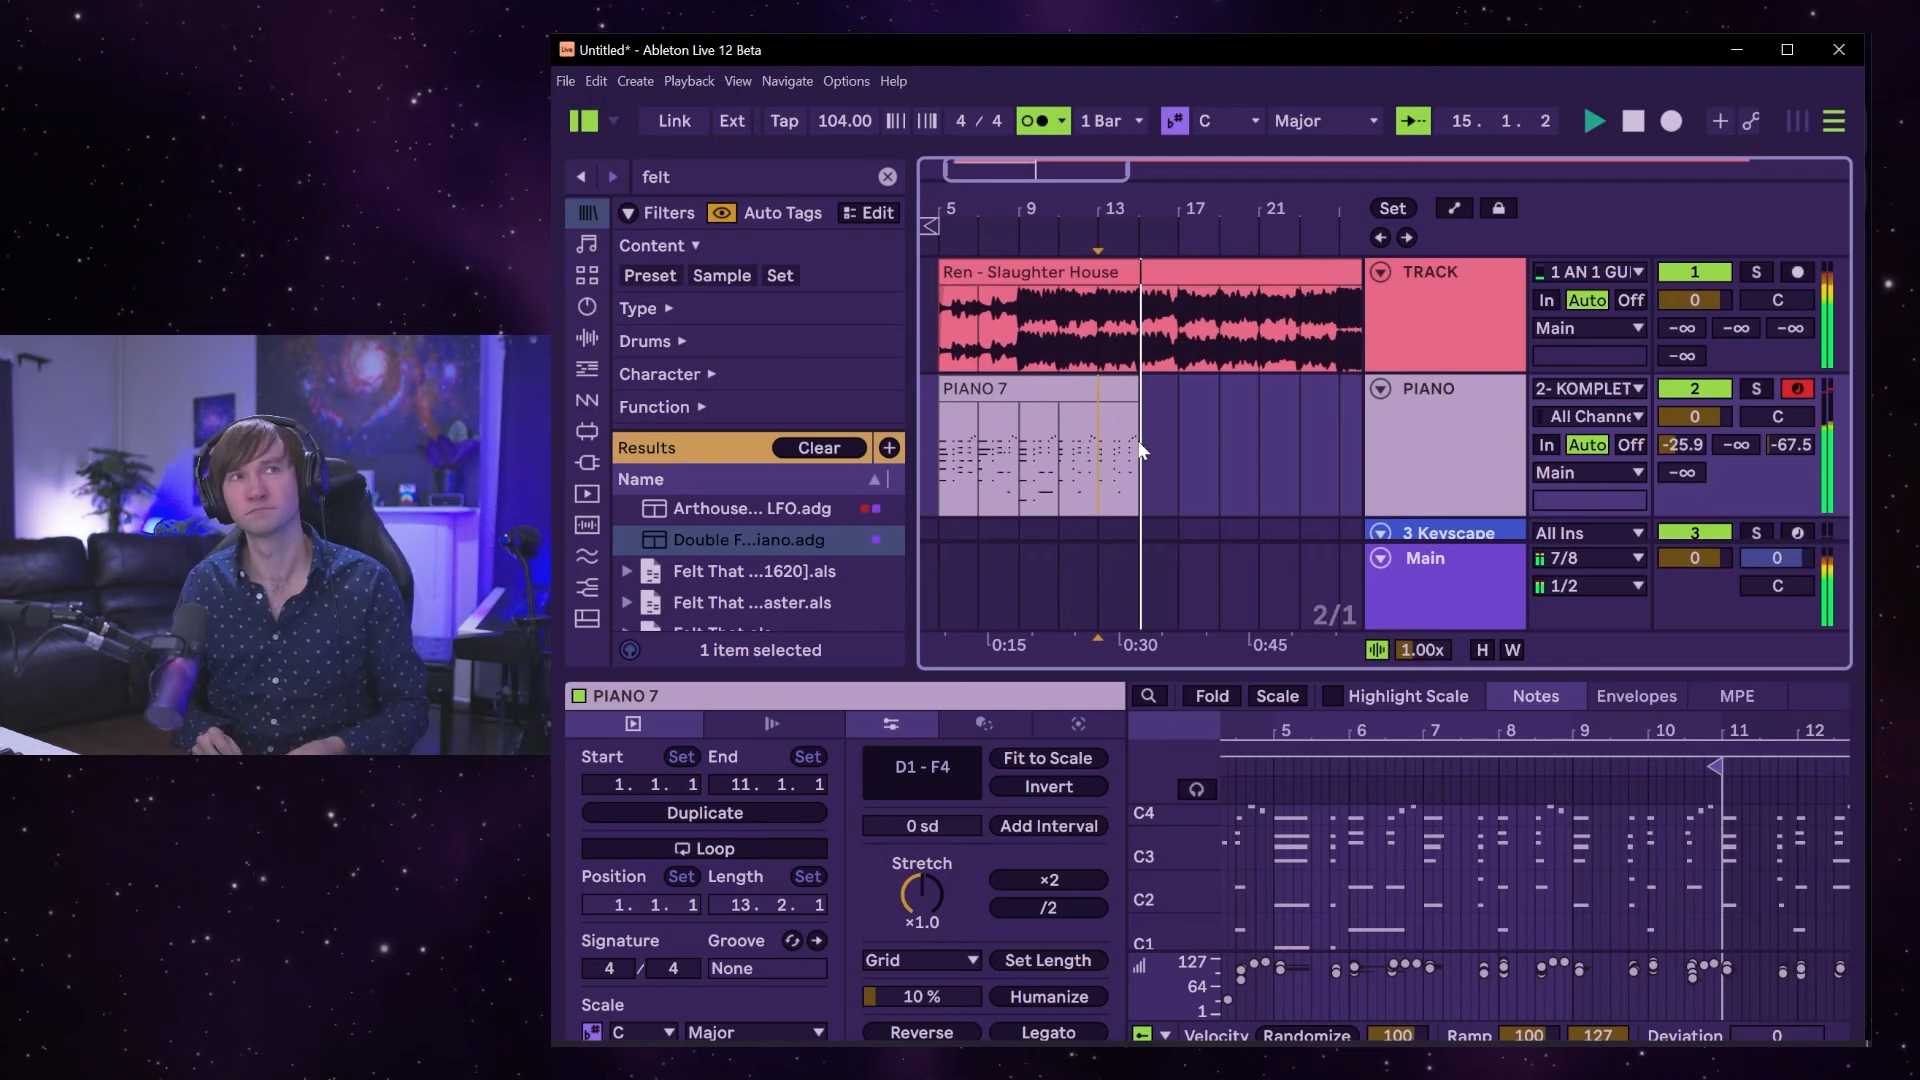 Untitled* - Ableton Live 12 Beta
File Edit Create Playback View Navigate Options Help
Link Ext Tap 104.00 4 / 4 1 Bar C Major 15. 1. 2
felt
Filters Auto Tags Edit
Content
Preset Sample Set
Type
Drums
Character
Function
Results Clear
Name
Arthouse... LFO.adg
Double F...iano.adg
Felt That ...1620].als
Felt That ...aster.als
1 item selected
5 9 13 17 21
Set
Ren - Slaughter House
TRACK
1 AN 1 GUI
1 S
In Auto Off
0 C
Main
-∞ -∞ -∞
-∞
PIANO 7
PIANO
2- KOMPLET
2 S
All Channe
0 C
In Auto Off
-25.9 -∞ -67.5
Main
-∞
3 Keyscape
All Ins
3 S
Main
7/8
0 0
1/2
C
2/1
0:15 0:30 0:45
1.00x H W
PIANO 7
Start Set End Set
1. 1. 1 11. 1. 1
Duplicate
Loop
Position Set Length Set
1. 1. 1 13. 2. 1
Signature Groove
4 / 4 None
Scale
C Major
D1 - F4
Fit to Scale
Invert
0 sd Add Interval
Stretch
×1.0
×2
/2
Grid Set Length
10 % Humanize
Reverse Legato
Fold Scale Highlight Scale Notes Envelopes MPE
5 6 7 8 9 10 11 12
C4
C3
C2
C1
127
64
1
Velocity Randomize 100 Ramp 100 127 Deviation 0